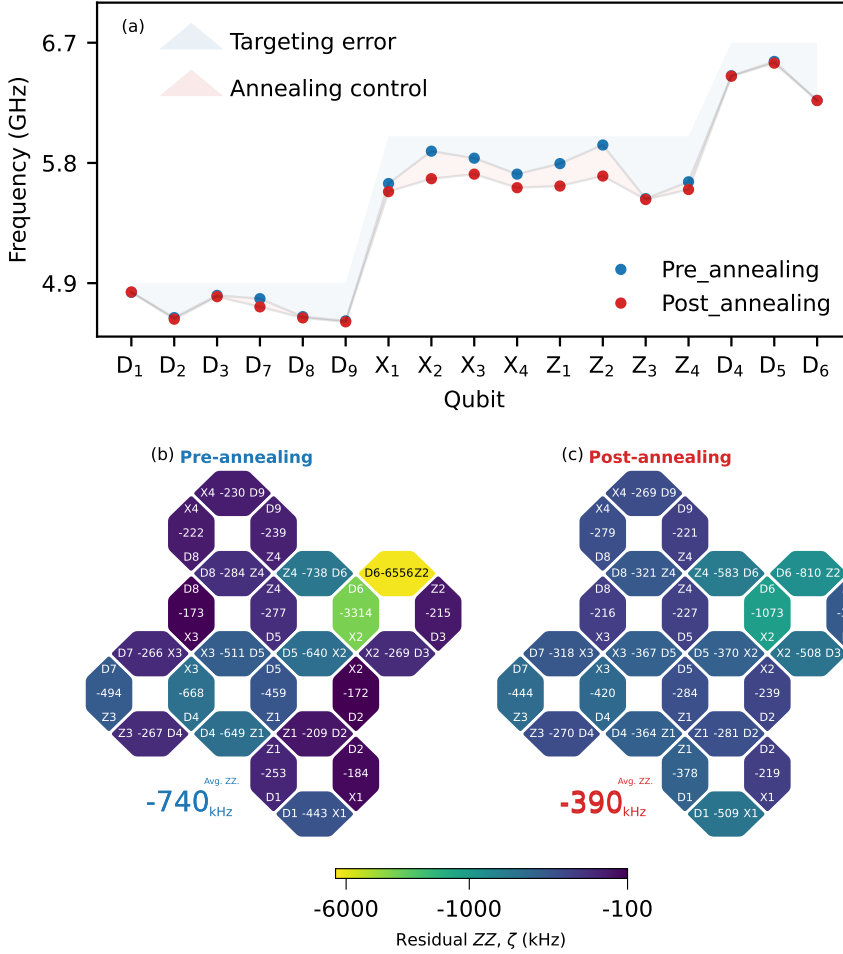 (a)
Targeting error
Annealing control
6.7
5.8
4.9
Frequency (GHz)
Pre_annealing
Post_annealing
D1 D2 D3 D7 D8 D9 X1 X2 X3 X4 Z1 Z2 Z3 Z4 D4 D5 D6
Qubit
(b) Pre-annealing
X4 -230 D9
X4 -222 D8
D9 -239 Z4
D8 -284 Z4
Z4 -738 D6
D6-6556Z2
D8 -173 X3
Z4 -277 D5
D6 -3314 X2
Z2 -215 D3
D7 -266 X3
X3 -511 D5
D5 -640 X2
X2 -269 D3
D7 -494 Z3
X3 -668 D4
D5 -459 Z1
X2 -172 D2
Z3 -267 D4
D4 -649 Z1
Z1 -209 D2
Z1 -253 D1
D2 -184 X1
D1 -443 X1
Avg. ZZ.
-740kHz
(c) Post-annealing
X4 -269 D9
X4 -279 D8
D9 -221 Z4
D8 -321 Z4
Z4 -583 D6
D6 -810 Z2
D8 -216 X3
Z4 -227 D5
D6 -1073 X2
D7 -318 X3
X3 -367 D5
D5 -370 X2
X2 -508 D3
D7 -444 Z3
X3 -420 D4
D5 -284 Z1
X2 -239 D2
Z3 -270 D4
D4 -364 Z1
Z1 -281 D2
Z1 -378 D1
D2 -219 X1
D1 -509 X1
Avg. ZZ.
-390kHz
-6000 -1000 -100
Residual ZZ, ζ (kHz)